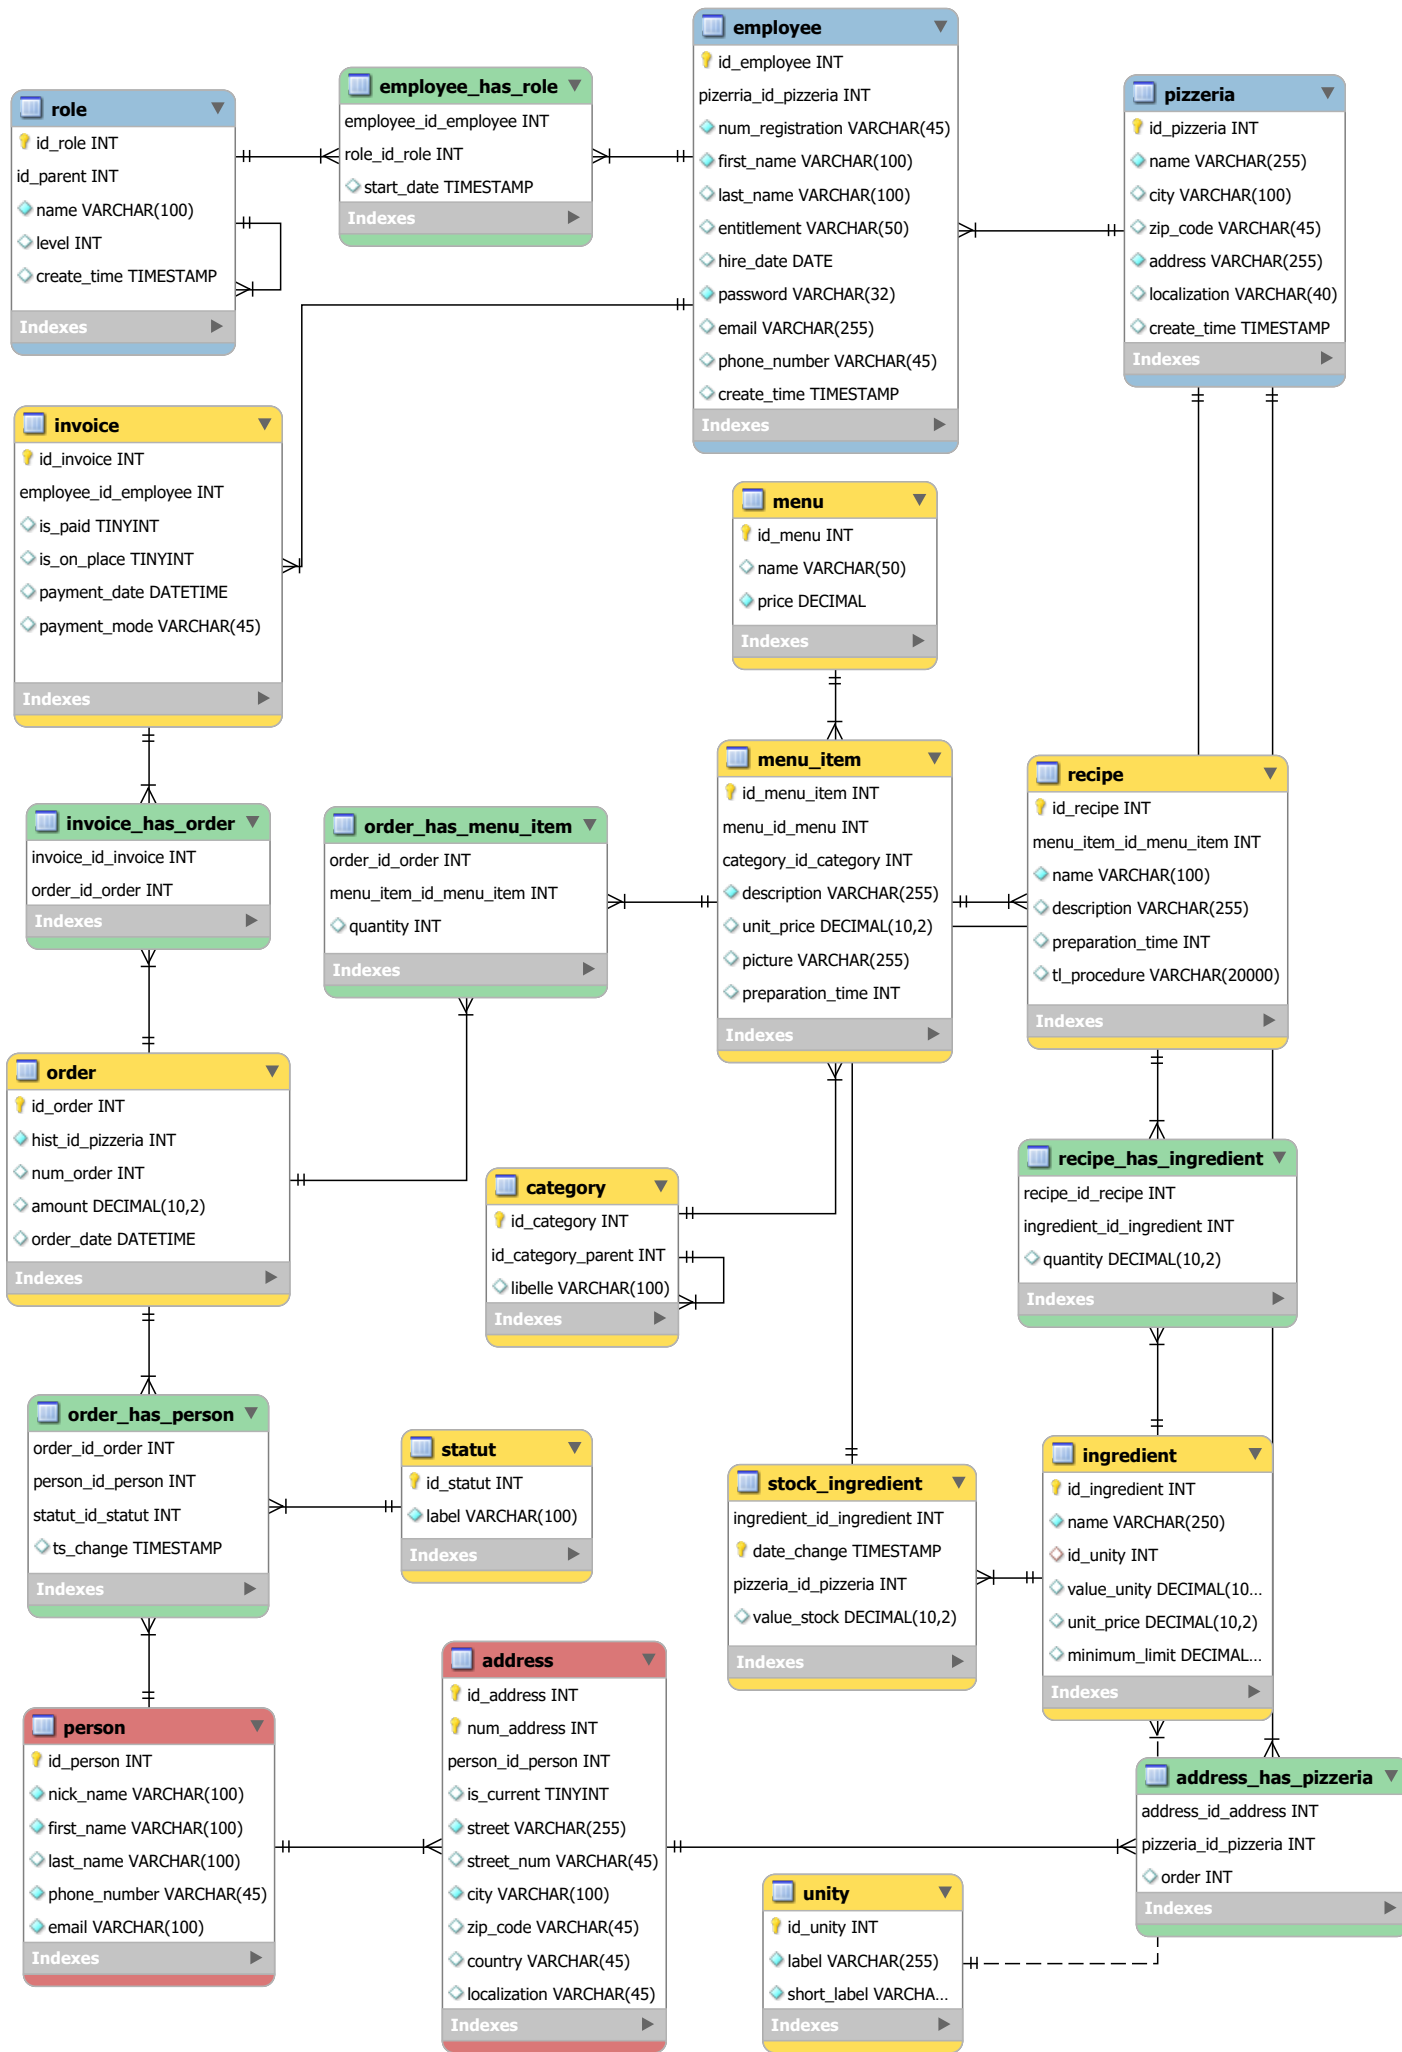 employee
id_employee INT
pizerria_id_pizzeria INT
num_registration VARCHAR(45)
first_name VARCHAR(100)
last_name VARCHAR(100)
entitlement VARCHAR(50)
hire_date DATE
password VARCHAR(32)
email VARCHAR(255)
phone_number VARCHAR(45)
create_time TIMESTAMP
Indexes
employee_has_role
employee_id_employee INT
role_id_role INT
start_date TIMESTAMP
Indexes
role
id_role INT
id_parent INT
name VARCHAR(100)
level INT
create_time TIMESTAMP
Indexes
pizzeria
id_pizzeria INT
name VARCHAR(255)
city VARCHAR(100)
zip_code VARCHAR(45)
address VARCHAR(255)
localization VARCHAR(40)
create_time TIMESTAMP
Indexes
invoice
id_invoice INT
employee_id_employee INT
is_paid TINYINT
is_on_place TINYINT
payment_date DATETIME
payment_mode VARCHAR(45)
Indexes
menu
id_menu INT
name VARCHAR(50)
price DECIMAL
Indexes
menu_item
id_menu_item INT
menu_id_menu INT
category_id_category INT
description VARCHAR(255)
unit_price DECIMAL(10,2)
picture VARCHAR(255)
preparation_time INT
Indexes
recipe
id_recipe INT
menu_item_id_menu_item INT
name VARCHAR(100)
description VARCHAR(255)
preparation_time INT
tl_procedure VARCHAR(20000)
Indexes
invoice_has_order
invoice_id_invoice INT
order_id_order INT
Indexes
order_has_menu_item
order_id_order INT
menu_item_id_menu_item INT
quantity INT
Indexes
order
id_order INT
hist_id_pizzeria INT
num_order INT
amount DECIMAL(10,2)
order_date DATETIME
Indexes
category
id_category INT
id_category_parent INT
libelle VARCHAR(100)
Indexes
recipe_has_ingredient
recipe_id_recipe INT
ingredient_id_ingredient INT
quantity DECIMAL(10,2)
Indexes
order_has_person
order_id_order INT
person_id_person INT
statut_id_statut INT
ts_change TIMESTAMP
Indexes
statut
id_statut INT
label VARCHAR(100)
Indexes
stock_ingredient
ingredient_id_ingredient INT
date_change TIMESTAMP
pizzeria_id_pizzeria INT
value_stock DECIMAL(10,2)
Indexes
ingredient
id_ingredient INT
name VARCHAR(250)
id_unity INT
value_unity DECIMAL(10...
unit_price DECIMAL(10,2)
minimum_limit DECIMAL...
Indexes
person
id_person INT
nick_name VARCHAR(100)
first_name VARCHAR(100)
last_name VARCHAR(100)
phone_number VARCHAR(45)
email VARCHAR(100)
Indexes
address
id_address INT
num_address INT
person_id_person INT
is_current TINYINT
street VARCHAR(255)
street_num VARCHAR(45)
city VARCHAR(100)
zip_code VARCHAR(45)
country VARCHAR(45)
localization VARCHAR(45)
Indexes
address_has_pizzeria
address_id_address INT
pizzeria_id_pizzeria INT
order INT
Indexes
unity
id_unity INT
label VARCHAR(255)
short_label VARCHA...
Indexes